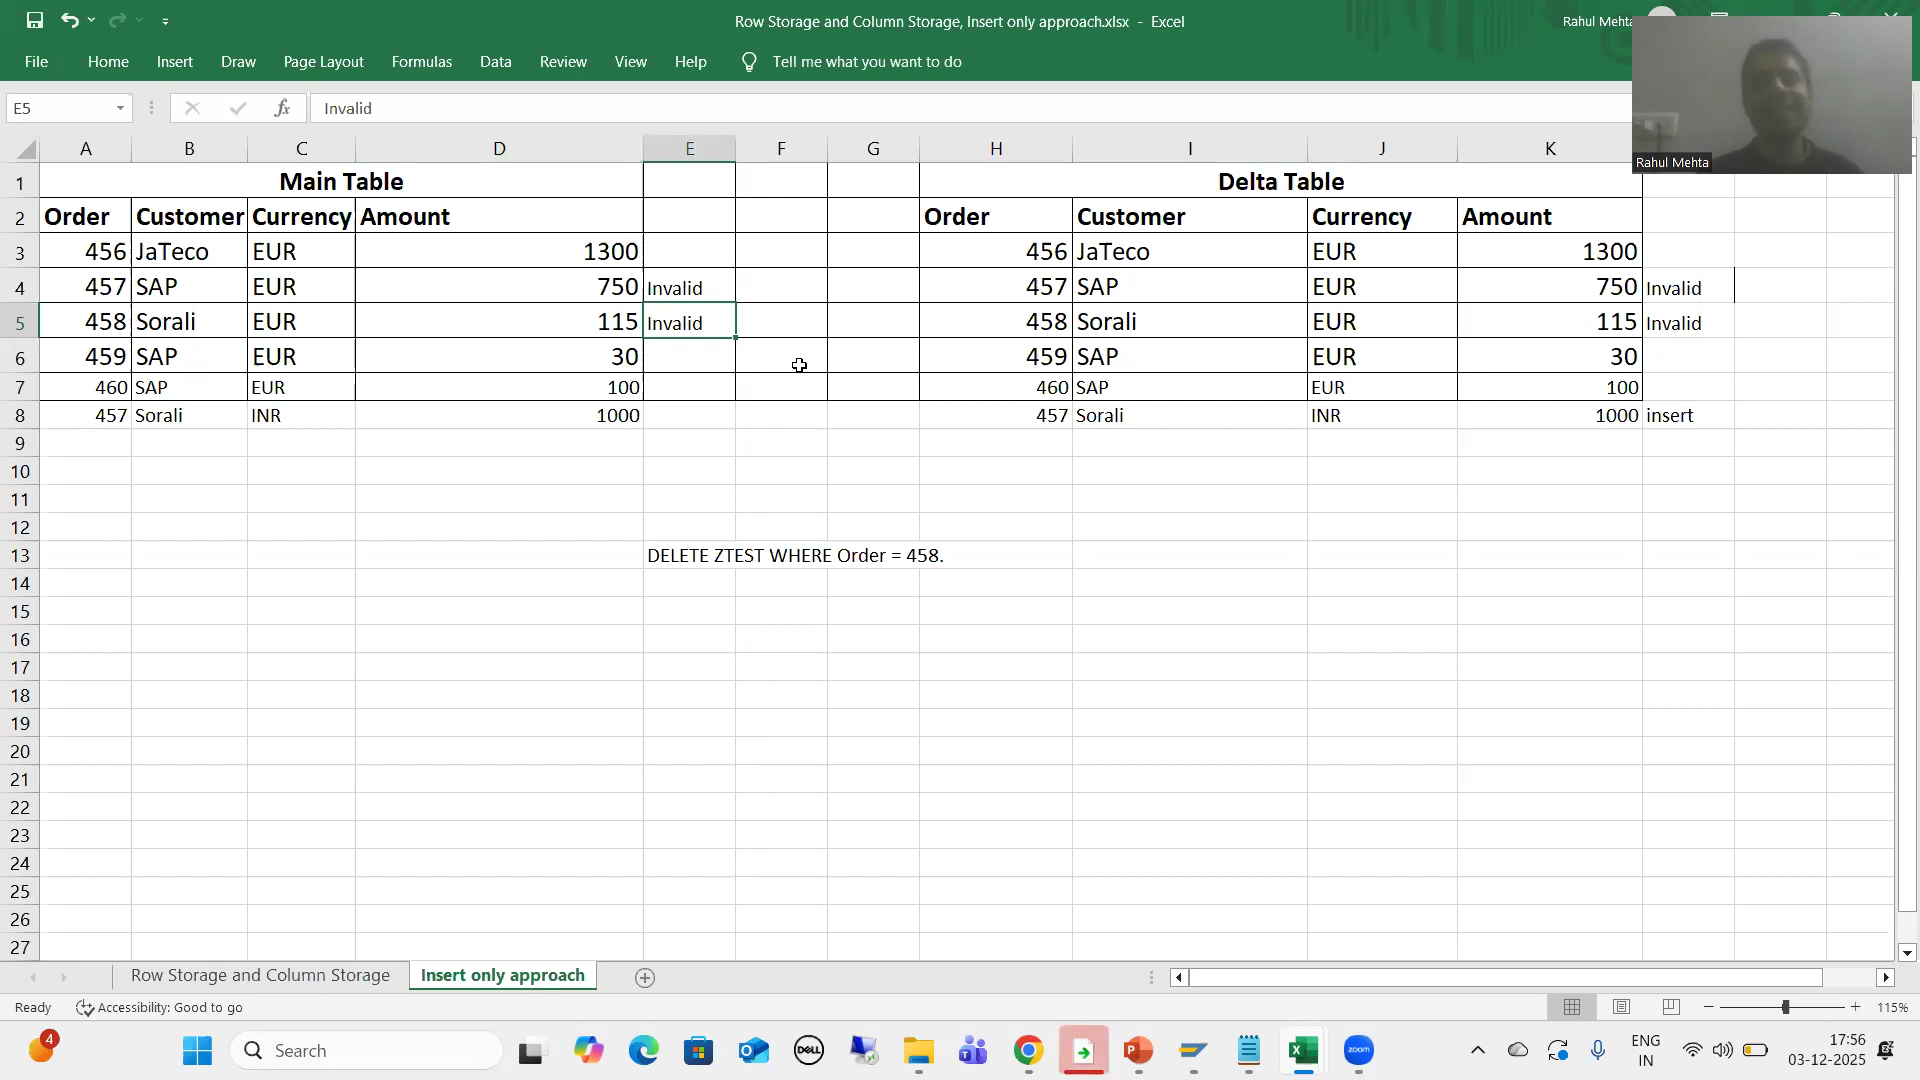 Row Storage and Column Storage, Insert only approach.xlsx - Excel
Rahul Mehta
File Home Insert Draw Page Layout Formulas Data Review View Help Tell me what you want to do
Rahul Mehta
E5 fx Invalid
A B C D E F G H I J K
1 Main Table Delta Table
2 Order Customer Currency Amount Order Customer Currency Amount
3 456 JaTeco EUR 1300 456 JaTeco EUR 1300
4 457 SAP EUR 750 Invalid 457 SAP EUR 750 Invalid
5 458 Sorali EUR 115 Invalid 458 Sorali EUR 115 Invalid
6 459 SAP EUR 30 459 SAP EUR 30
7 460 SAP EUR 100 460 SAP EUR 100
8 457 Sorali INR 1000 457 Sorali INR 1000 insert
9
10
11
12
13 DELETE ZTEST WHERE Order = 458.
14
15
16
17
18
19
20
21
22
23
24
25
26
27
Row Storage and Column Storage Insert only approach
Ready Accessibility: Good to go 115%
4 Search DELL zoom ENG 17:56
IN 03-12-2025